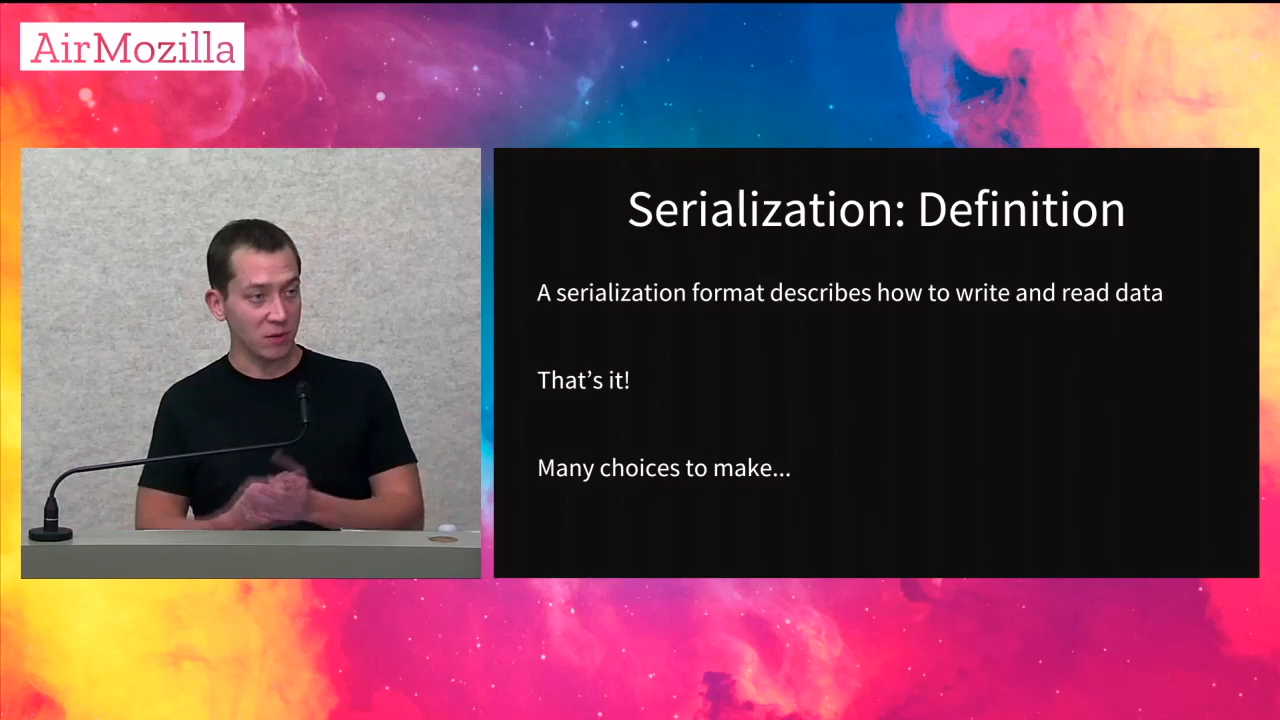 AirMozilla
Serialization: Definition
A serialization format describes how to write and read data
That’s it!
Many choices to make...